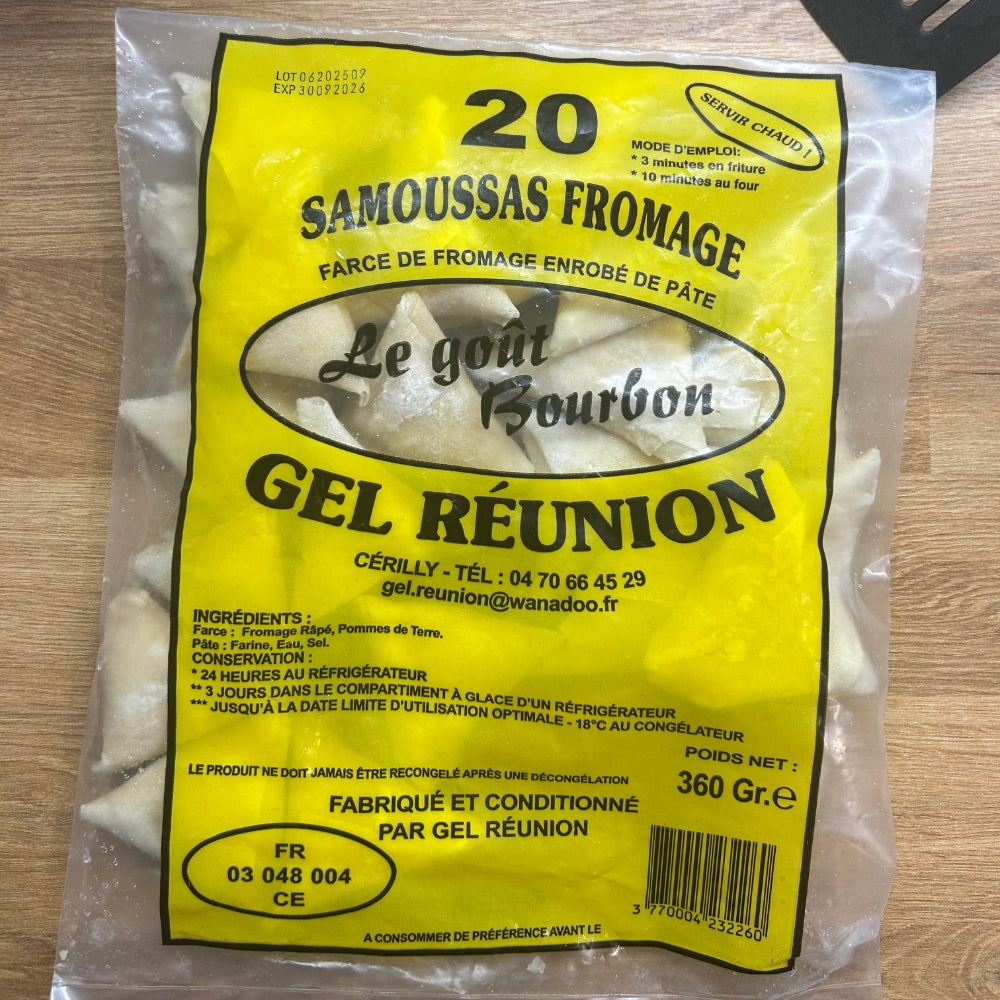 LOT 06202509
EXP 30092026
20
SERVIR CHAUD !
MODE D'EMPLOI:
* 3 minutes en friture
* 10 minutes au four
SAMOUSSAS FROMAGE
FARCE DE FROMAGE ENROBÉ DE PÂTE
Le goût
Bourbon
GEL RÉUNION
CÉRILLY - TÉL : 04 70 66 45 29
gel.reunion@wanadoo.fr
INGRÉDIENTS :
Farce : Fromage Râpé, Pommes de Terre.
Pâte : Farine, Eau, Sel.
CONSERVATION :
* 24 HEURES AU RÉFRIGÉRATEUR
** 3 JOURS DANS LE COMPARTIMENT À GLACE D'UN RÉFRIGÉRATEUR
*** JUSQU'À LA DATE LIMITE D'UTILISATION OPTIMALE - 18°C AU CONGÉLATEUR
POIDS NET :
360 Gr.e
LE PRODUIT NE DOIT JAMAIS ÊTRE RECONGELÉ APRÈS UNE DÉCONGÉLATION
FABRIQUÉ ET CONDITIONNÉ
PAR GEL RÉUNION
FR
03 048 004
CE
3 770004 232260
A CONSOMMER DE PRÉFÉRENCE AVANT LE